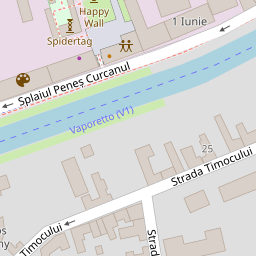 Happy
Wall
1 Iunie
Spidertag
Splaiul Peneș Curcanul
Vaporetto (V1)
25
Strada Timocului
Timocului
Strad